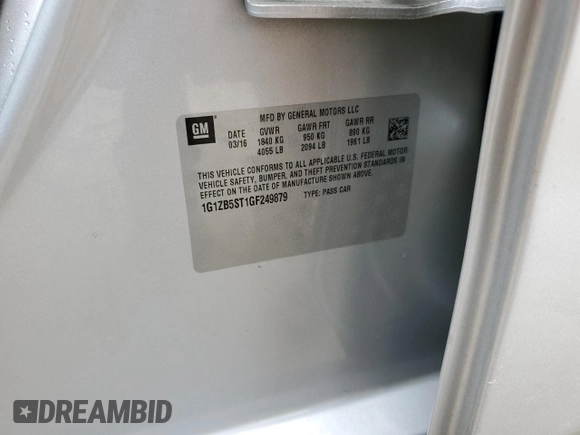 MFD BY GENERAL MOTORS LLC
GM
DATE GVWR GAWR FRT GAWR RR
03/16 1840 KG 950 KG 890 KG
4055 LB 2094 LB 1961 LB
THIS VEHICLE CONFORMS TO ALL APPLICABLE U.S. FEDERAL MOTOR
VEHICLE SAFETY, BUMPER, AND THEFT PREVENTION STANDARDS IN
EFFECT ON THE DATE OF MANUFACTURE SHOWN ABOVE.
1G1ZB5ST1GF249879 TYPE: PASS CAR
DREAMBID